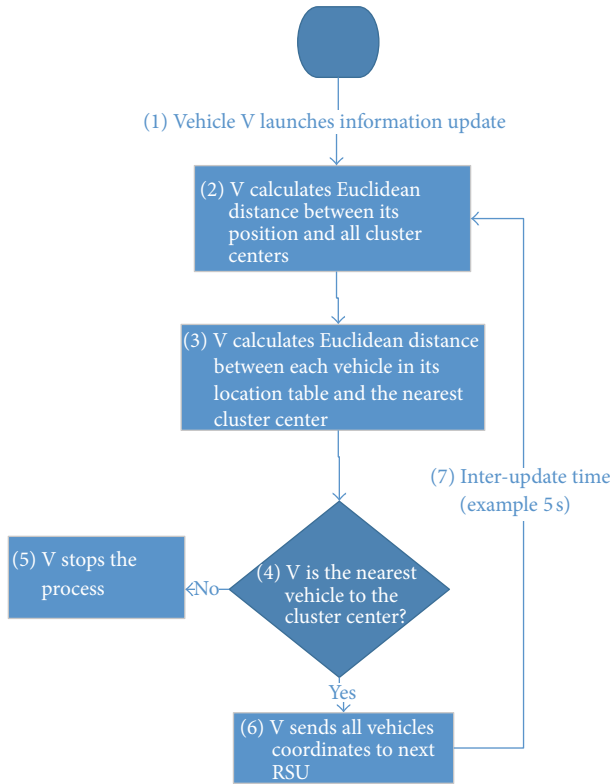 (1) Vehicle V launches information update
(2) V calculates Euclidean
distance between its
position and all cluster
centers
(3) V calculates Euclidean distance
between each vehicle in its
location table and the nearest
cluster center
(7) Inter-update time
(example 5 s)
(4) V is the nearest
vehicle to the
cluster center?
No
(5) V stops the
process
Yes
(6) V sends all vehicles
coordinates to next
RSU